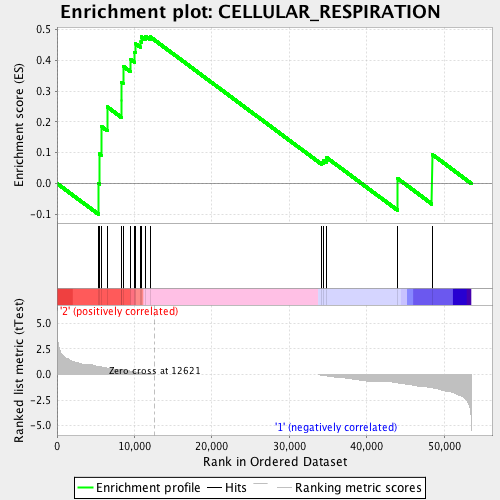 Enrichment plot: CELLULAR_RESPIRATION
Enrichment score (ES)
0.5
0.4
0.3
0.2
0.1
0.0
-0.1
'2' (positively correlated)
Ranked list metric (tTest)
5.0
2.5
0.0
-2.5
-5.0
Zero cross at 12621
'1' (negatively correlated)
0 10,000 20,000 30,000 40,000 50,000
Rank in Ordered Dataset
Enrichment profile Hits Ranking metric scores